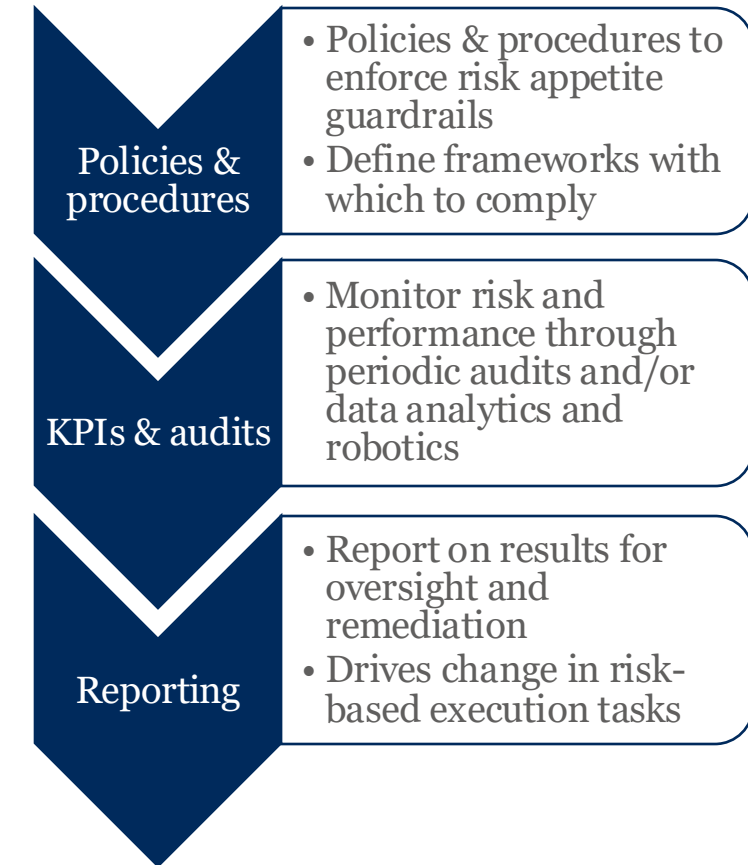 Policies &
procedures
• Policies & procedures to
enforce risk appetite
guardrails
• Define frameworks with
which to comply
KPIs & audits
• Monitor risk and
performance through
periodic audits and/or
data analytics and
robotics
Reporting
• Report on results for
oversight and
remediation
• Drives change in risk-
based execution tasks